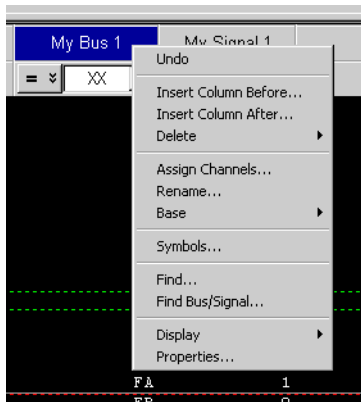 My Bus 1 My Signal 1
= XX
Undo
Insert Column Before...
Insert Column After...
Delete
Assign Channels...
Rename...
Base
Symbols...
Find...
Find Bus/Signal...
Display
Properties...
FA 1